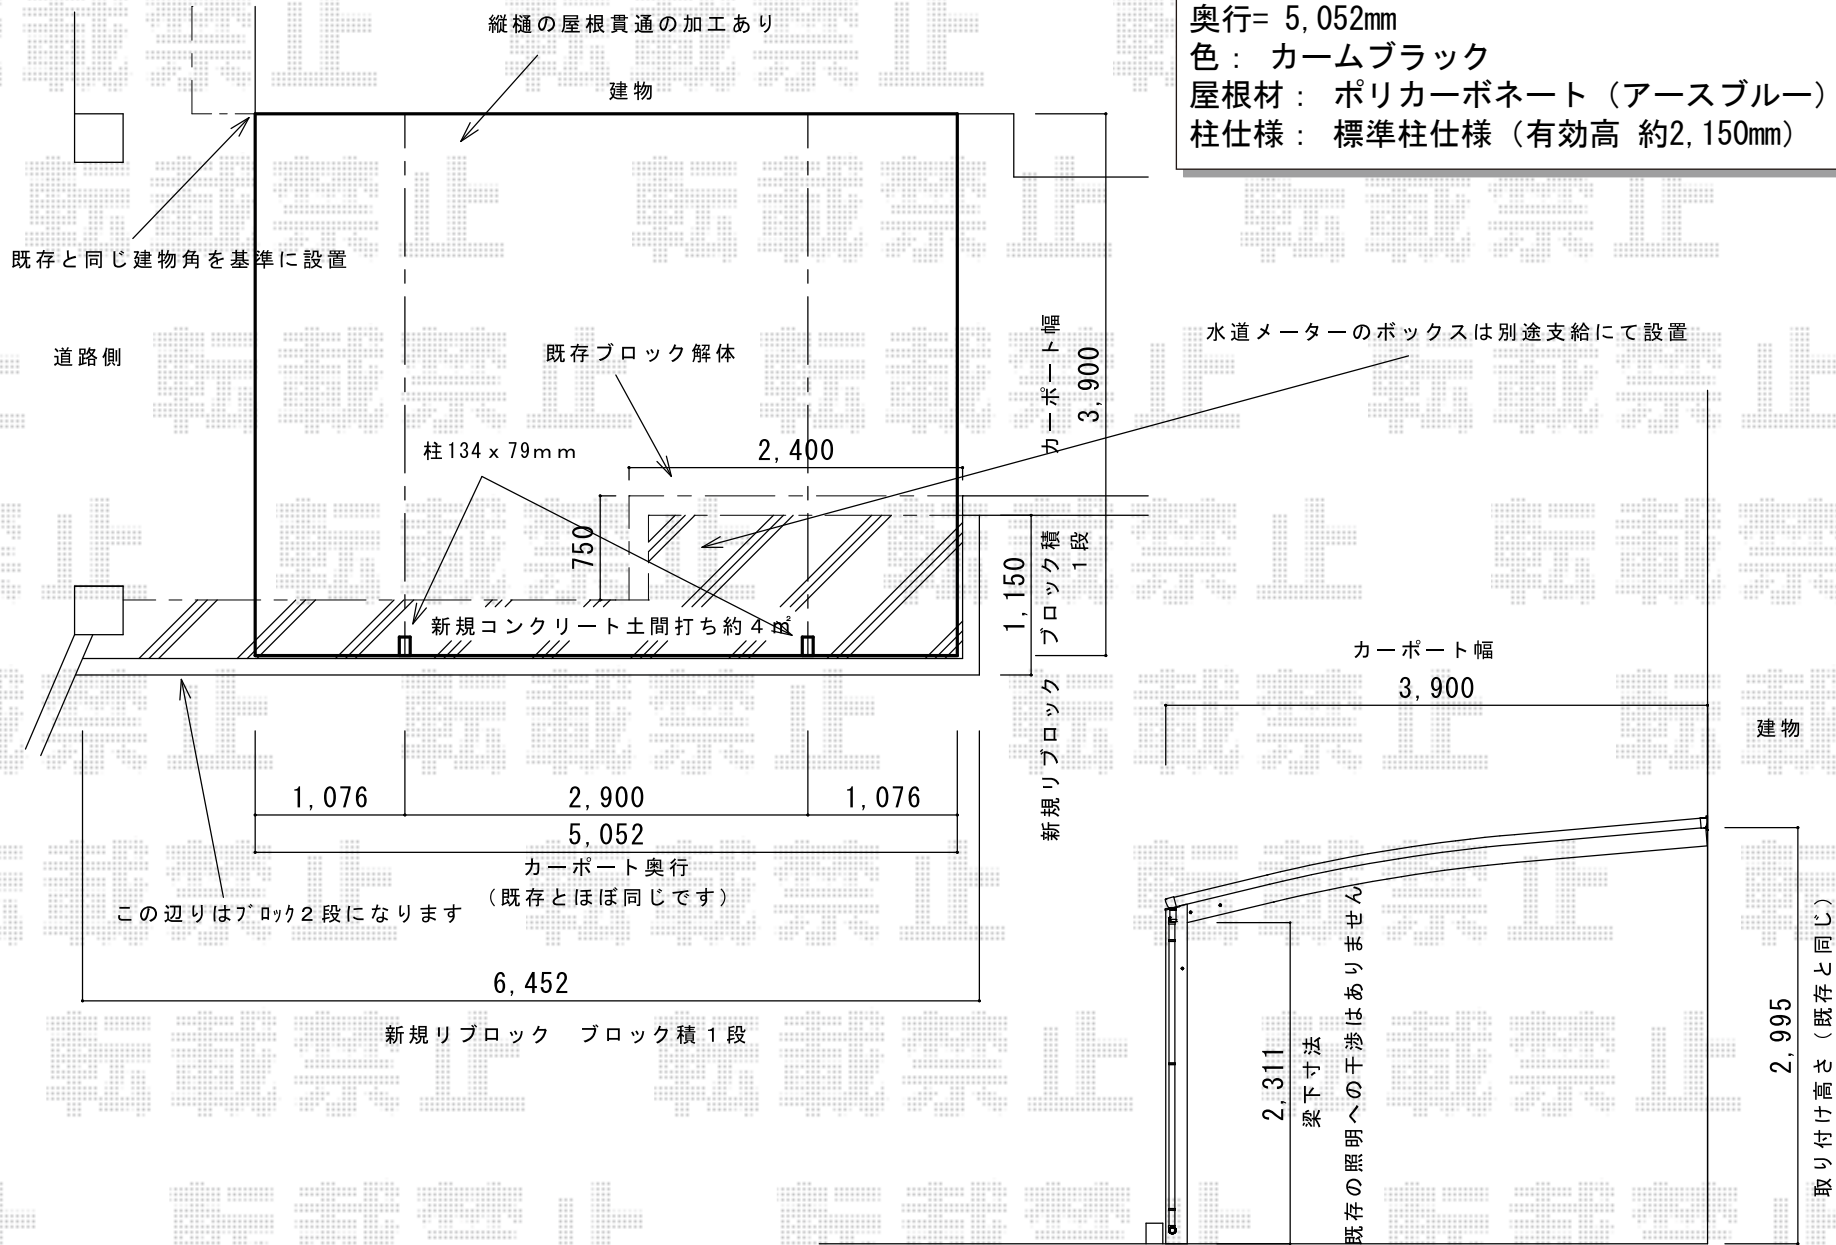 奥行= 5,052mm
色： カームブラック
屋根材： ポリカーボネート（アースブルー）
柱仕様： 標準柱仕様（有効高 約2,150mm）
縦樋の屋根貫通の加工あり
建物
既存と同じ建物角を基準に設置
道路側
既存ブロック解体
水道メーターのボックスは別途支給にて設置
カーポート幅
3,900
柱134ｘ79ｍｍ
2,400
750
1,150
新規リブロック　ブロック積
１段
新規コンクリート土間打ち約４㎡
1,076
2,900
1,076
5,052
カーポート奥行
（既存とほぼ同じです）
この辺りはﾌﾞﾛｯｸ２段になります
6,452
新規リブロック　ブロック積１段
カーポート幅
3,900
建物
2,311
梁下寸法
既存の照明への干渉はありません
2,995
取り付け高さ（既存と同じ）
転載禁止